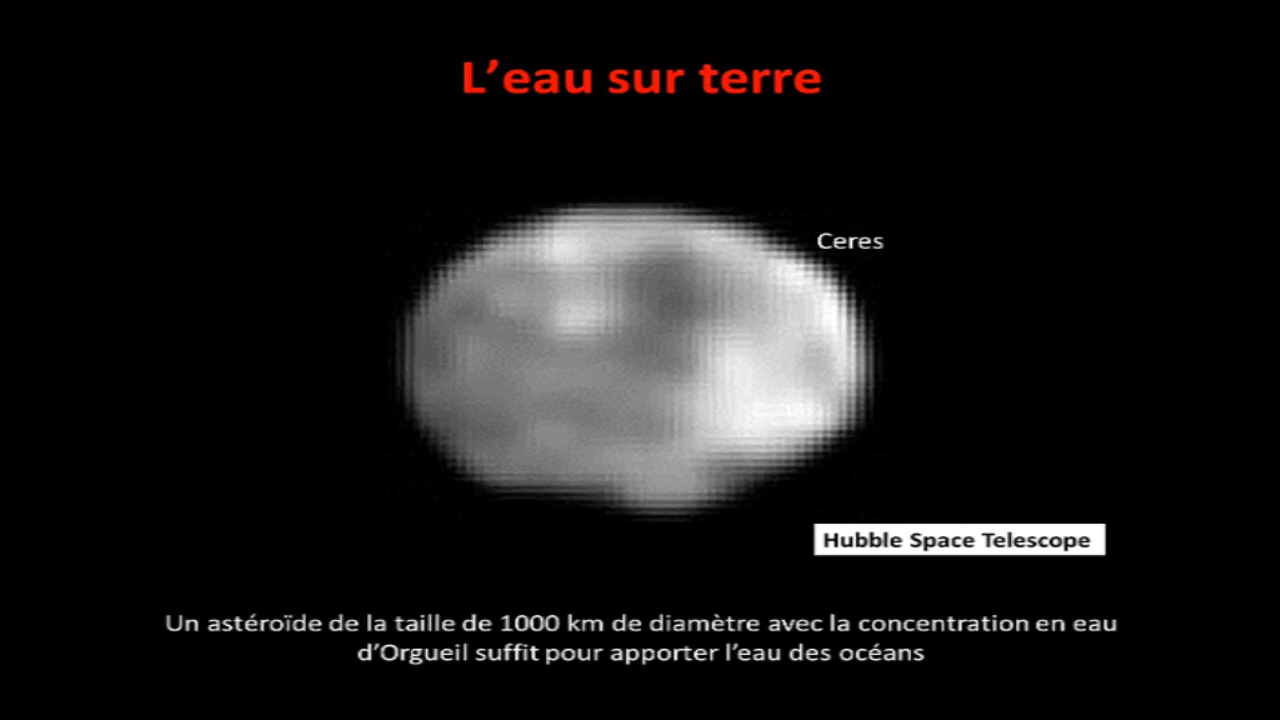 L’eau sur terre
Ceres
Hubble Space Telescope
Un astéroïde de la taille de 1000 km de diamètre avec la concentration en eau
d’Orgueil suffit pour apporter l’eau des océans